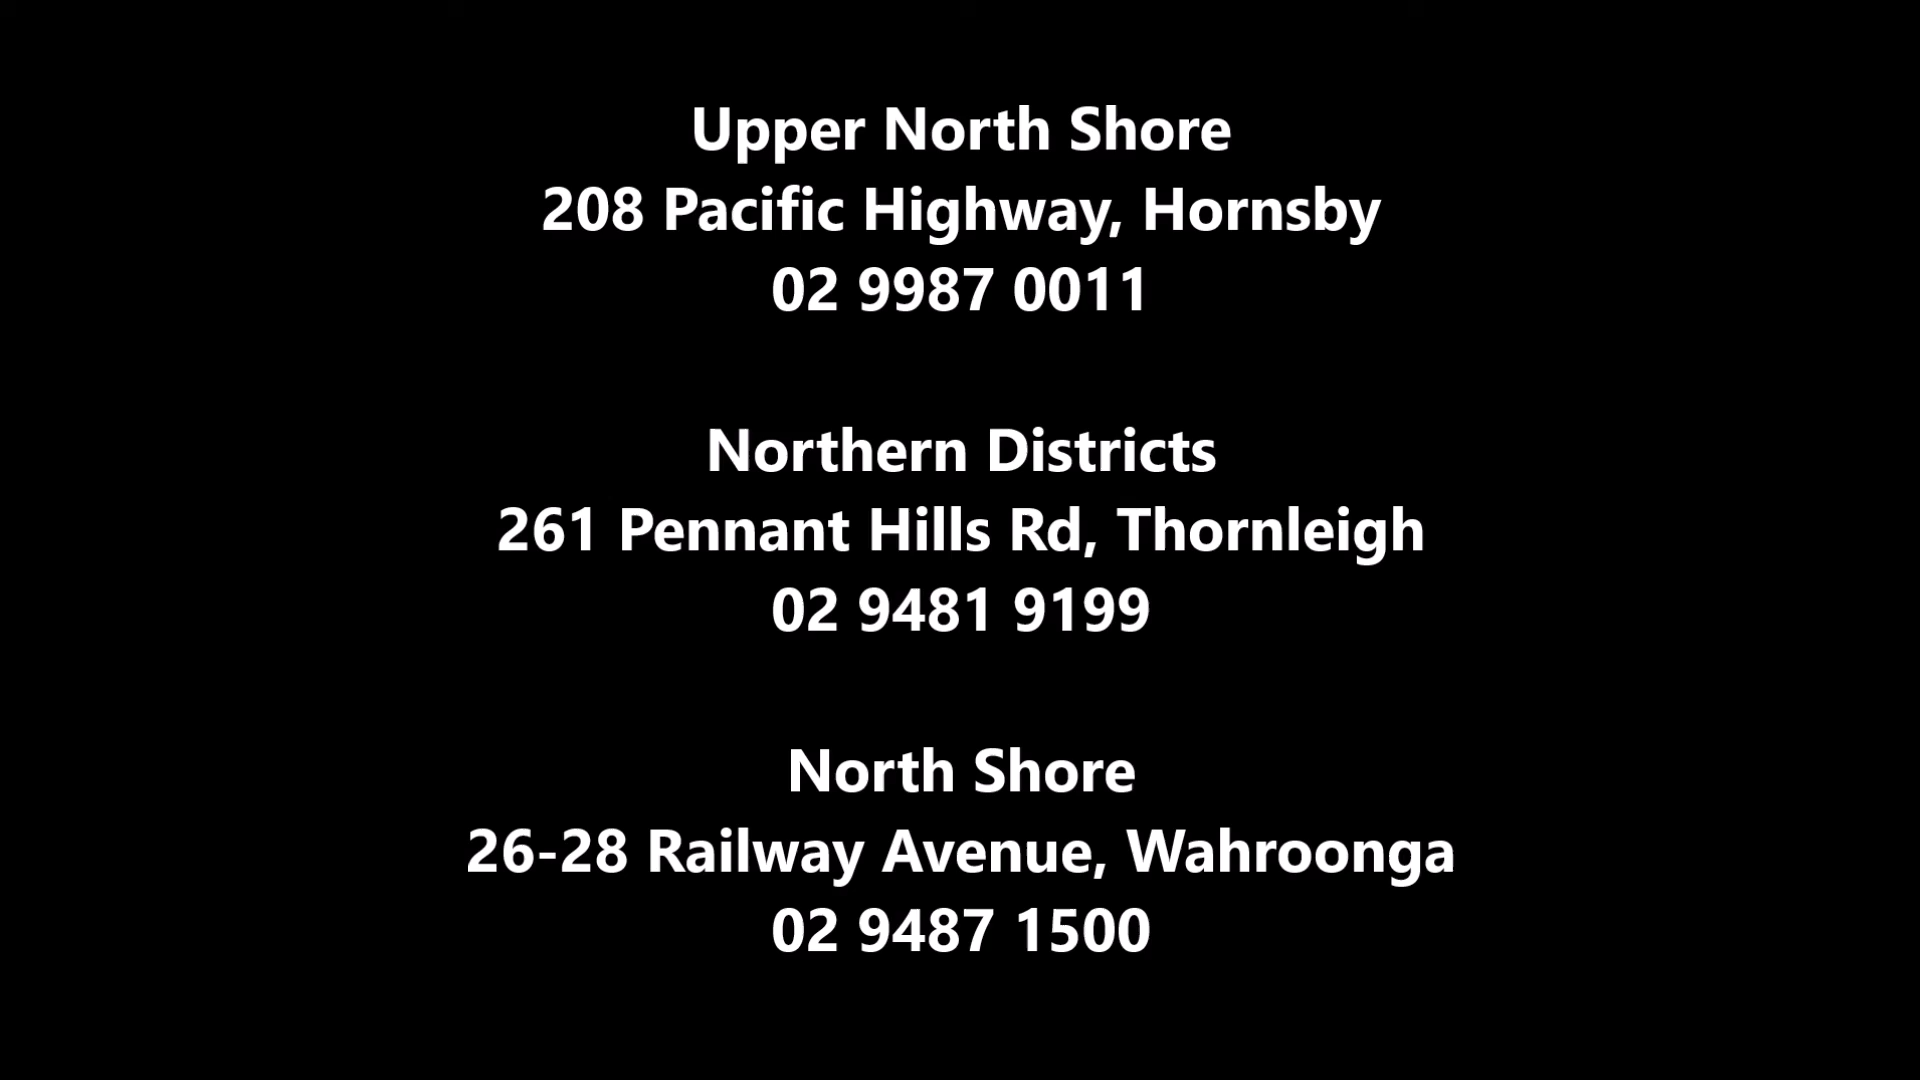 Upper North Shore
208 Pacific Highway, Hornsby
02 9987 0011
Northern Districts
261 Pennant Hills Rd, Thornleigh
02 9481 9199
North Shore
26-28 Railway Avenue, Wahroonga
02 9487 1500